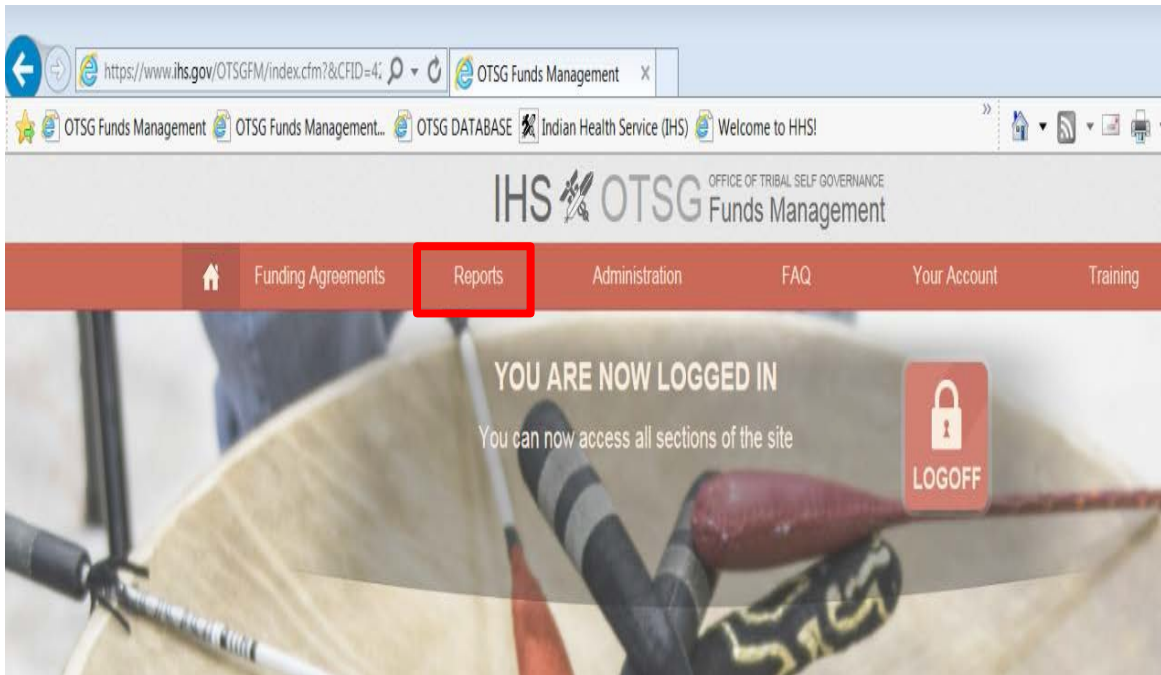 https://www.ihs.gov/OTSGFM/index.cfm?&CFID=4;
OTSG Funds Management X
OTSG Funds Management OTSG Funds Management... OTSG DATABASE Indian Health Service (IHS) Welcome to HHS! »
IHS OTSG OFFICE OF TRIBAL SELF GOVERNANCE
Funds Management
Funding Agreements Reports Administration FAQ Your Account Training
YOU ARE NOW LOGGED IN
You can now access all sections of the site
LOGOFF